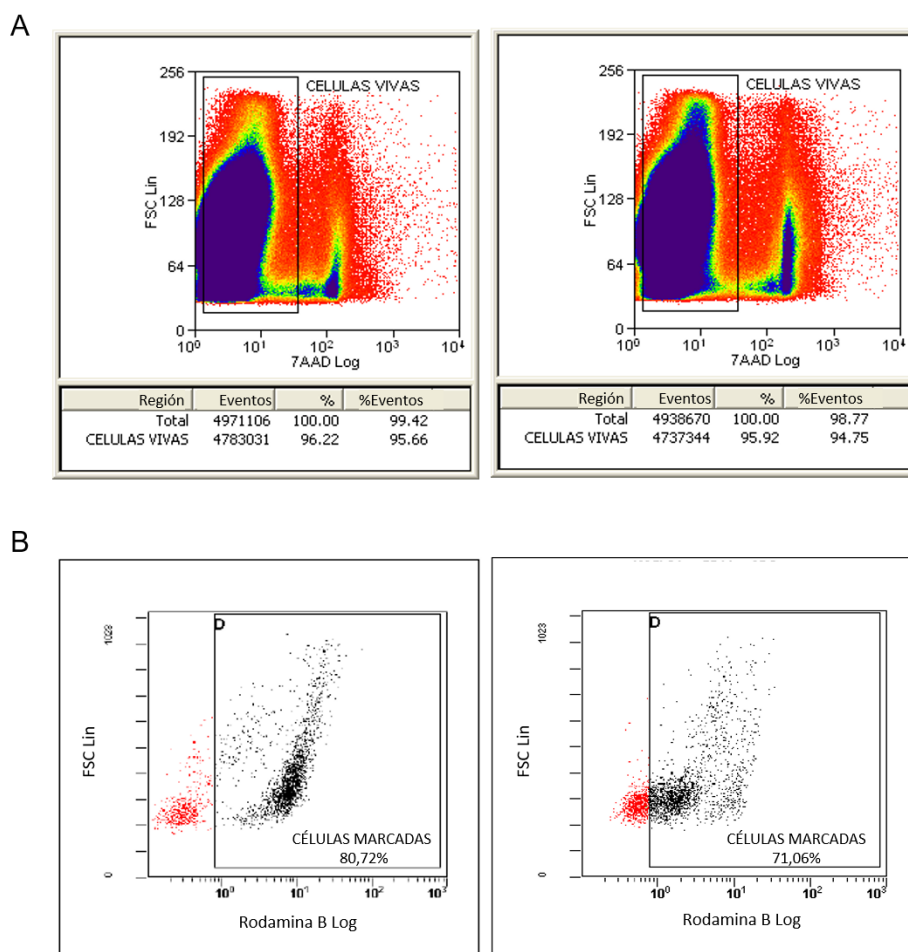 A
CELULAS VIVAS
256
192
128
64
0
FSC Lin
10⁰ 10¹ 10² 10³ 10⁴
7AAD Log
Región Eventos % %Eventos
Total 4971106 100.00 99.42
CELULAS VIVAS 4783031 96.22 95.66
CELULAS VIVAS
256
192
128
64
0
FSC Lin
10⁰ 10¹ 10² 10³ 10⁴
7AAD Log
Región Eventos % %Eventos
Total 4938670 100.00 98.77
CELULAS VIVAS 4737344 95.92 94.75
B
D
FSC Lin
0
CÉLULAS MARCADAS
80,72%
10⁰ 10¹ 10² 10³
Rodamina B Log
D
1023
FSC Lin
0
CÉLULAS MARCADAS
71,06%
10⁰ 10¹ 10² 10³
Rodamina B Log